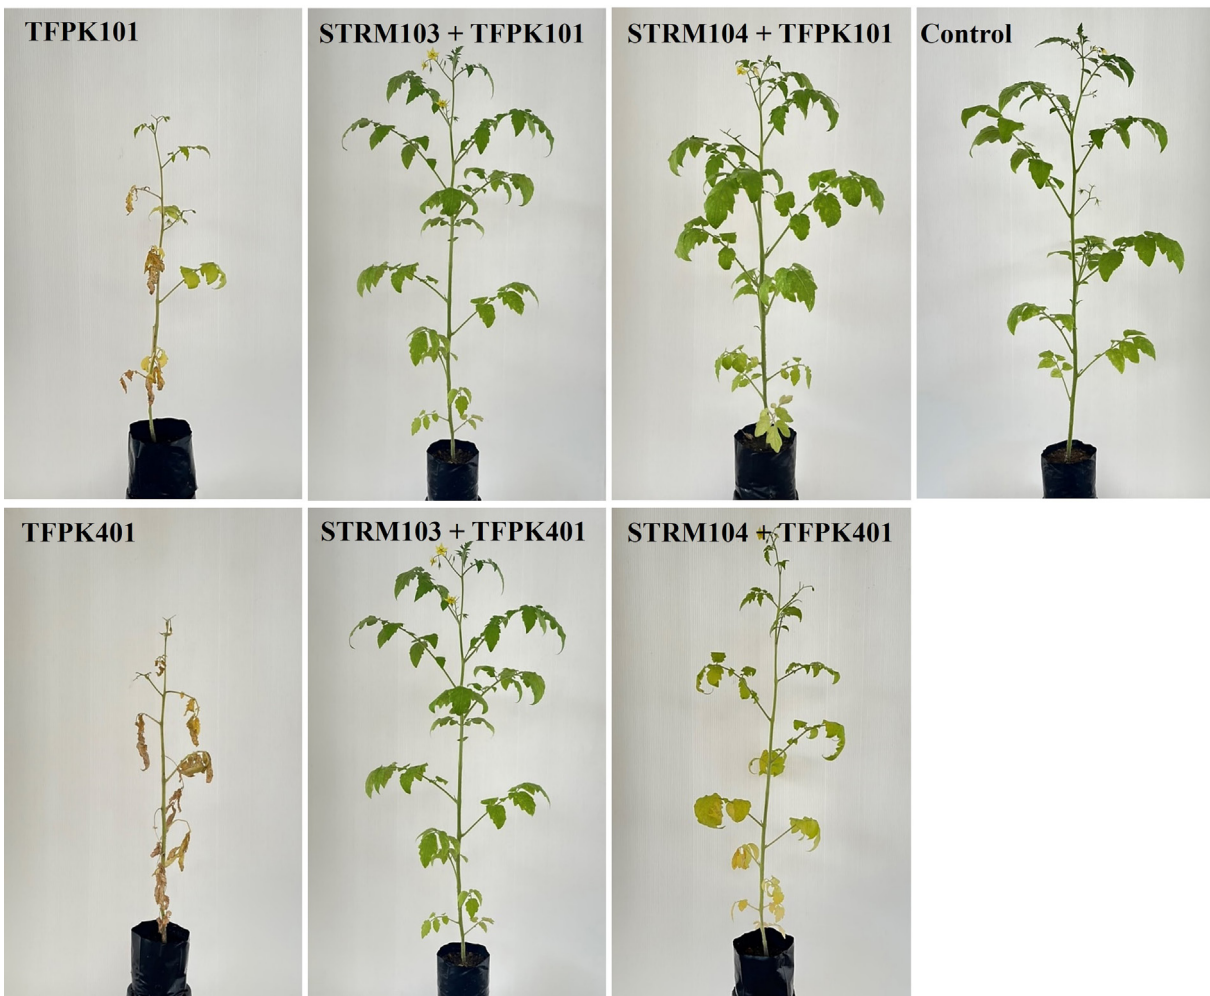 TFPK101
STRM103 + TFPK101
STRM104 + TFPK101
Control
TFPK401
STRM103 + TFPK401
STRM104 + TFPK401